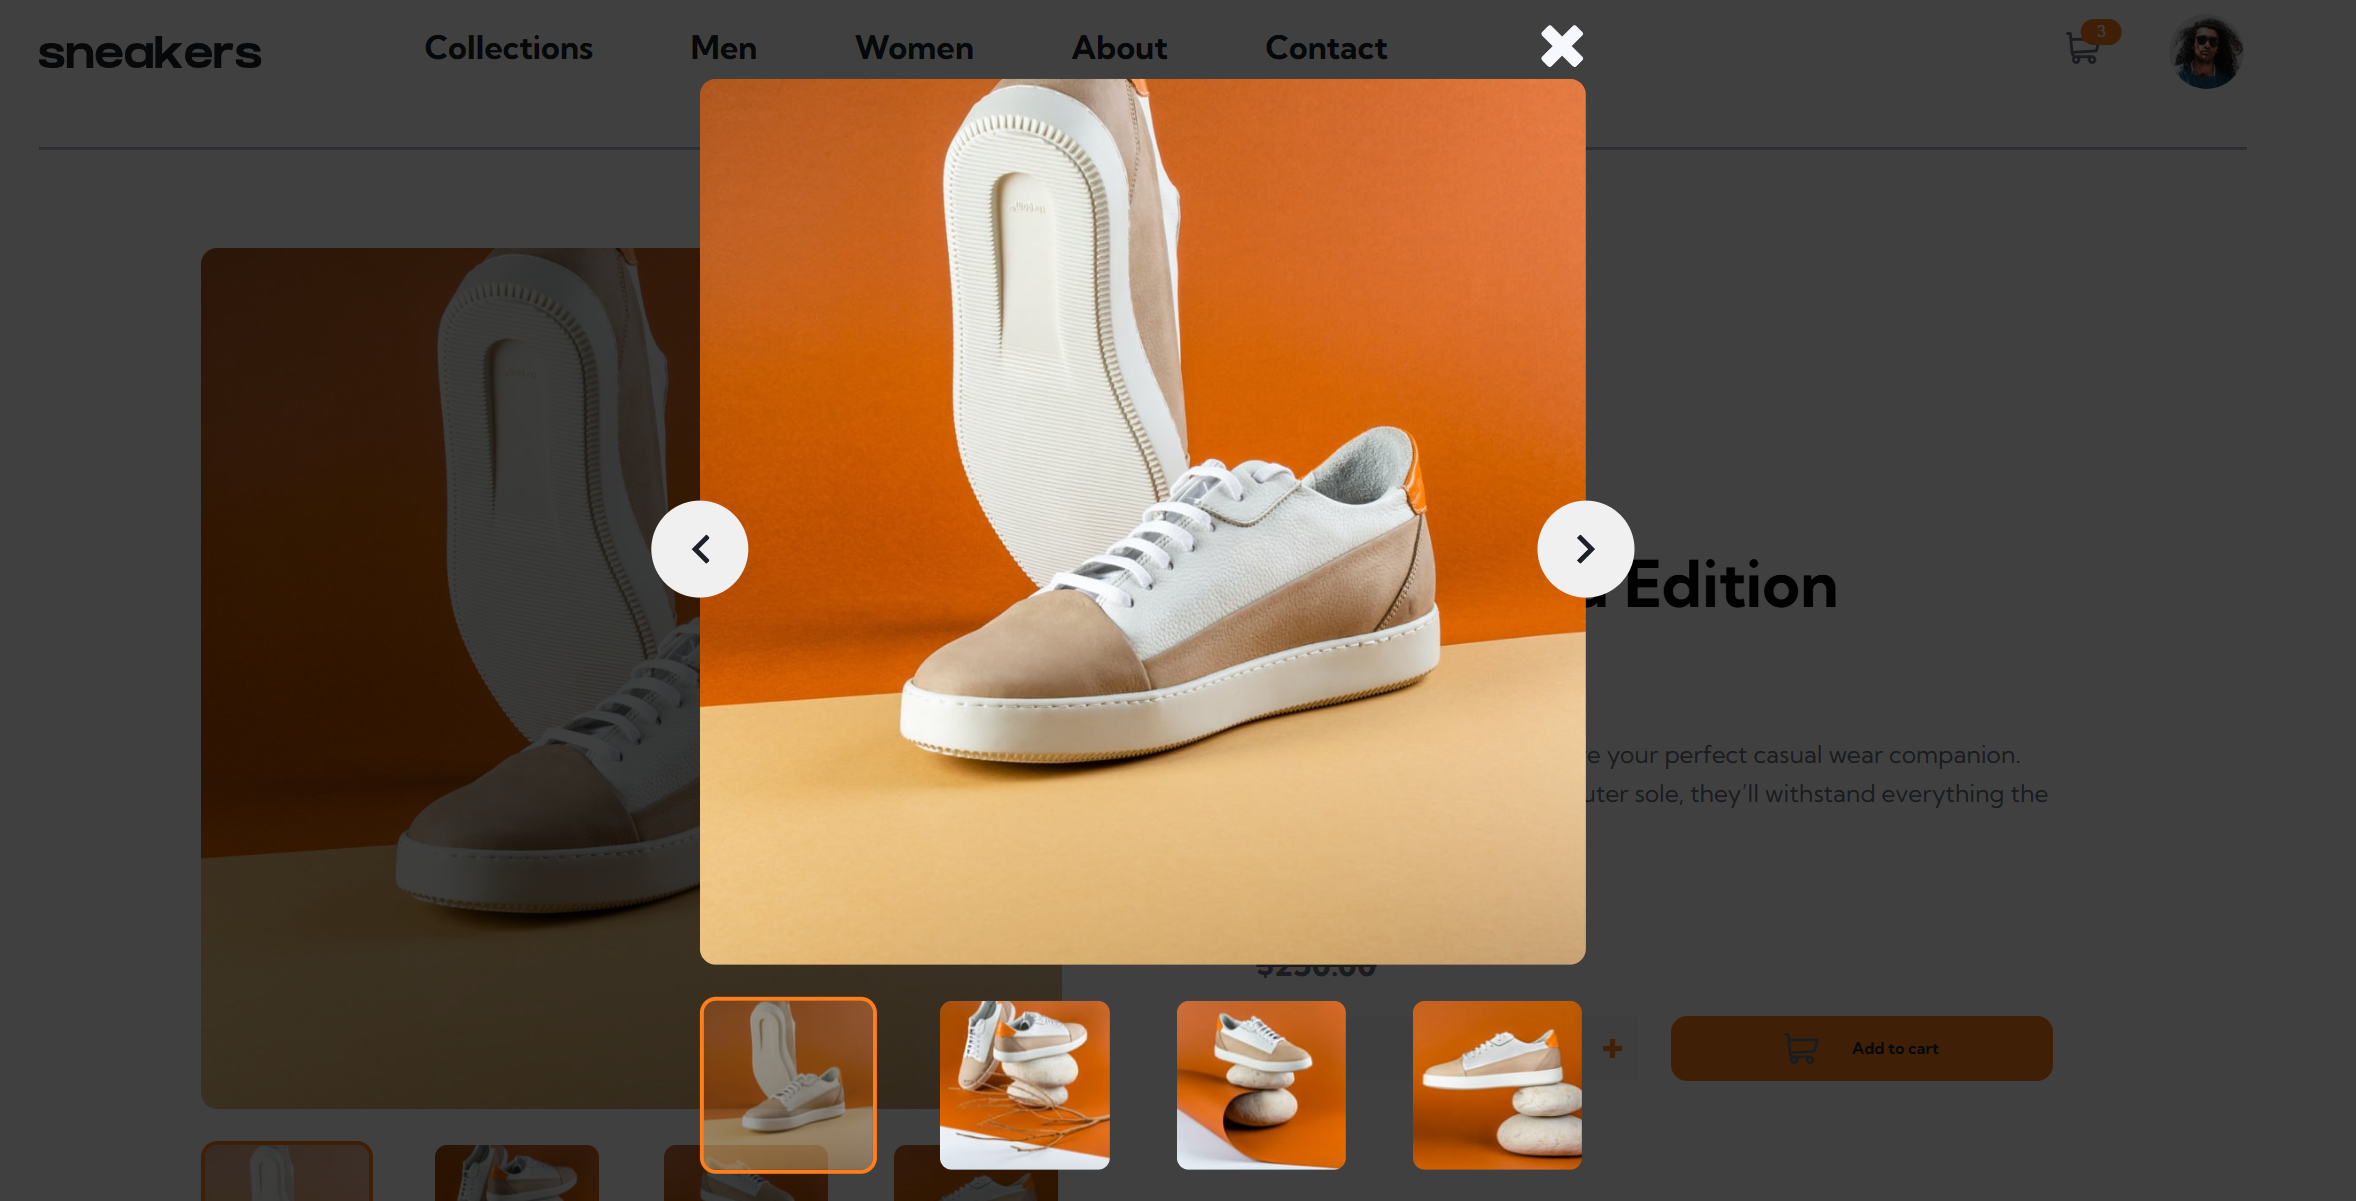 sneakers
Collections
Men
Women
About
Contact
3
Edition
your perfect casual wear companion.
sole, they’ll withstand everything the
$250.00
Add to cart